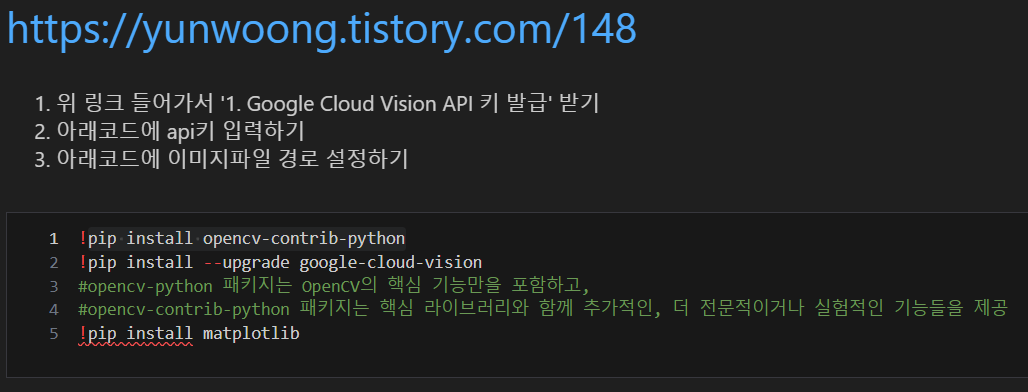 https://yunwoong.tistory.com/148
1. 위 링크 들어가서 '1. Google Cloud Vision API 키 발급' 받기
2. 아래코드에 api키 입력하기
3. 아래코드에 이미지파일 경로 설정하기
1 !pip install opencv-contrib-python
2 !pip install --upgrade google-cloud-vision
3 #opencv-python 패키지는 OpenCV의 핵심 기능만을 포함하고,
4 #opencv-contrib-python 패키지는 핵심 라이브러리와 함께 추가적인, 더 전문적이거나 실험적인 기능들을 제공
5 !pip install matplotlib